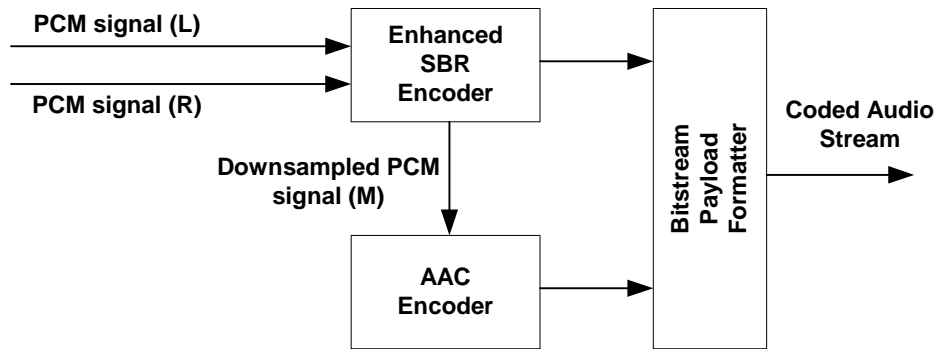 PCM signal (L)
PCM signal (R)
Enhanced
SBR
Encoder
Downsampled PCM
signal (M)
AAC
Encoder
Bitstream
Payload
Formatter
Coded Audio
Stream